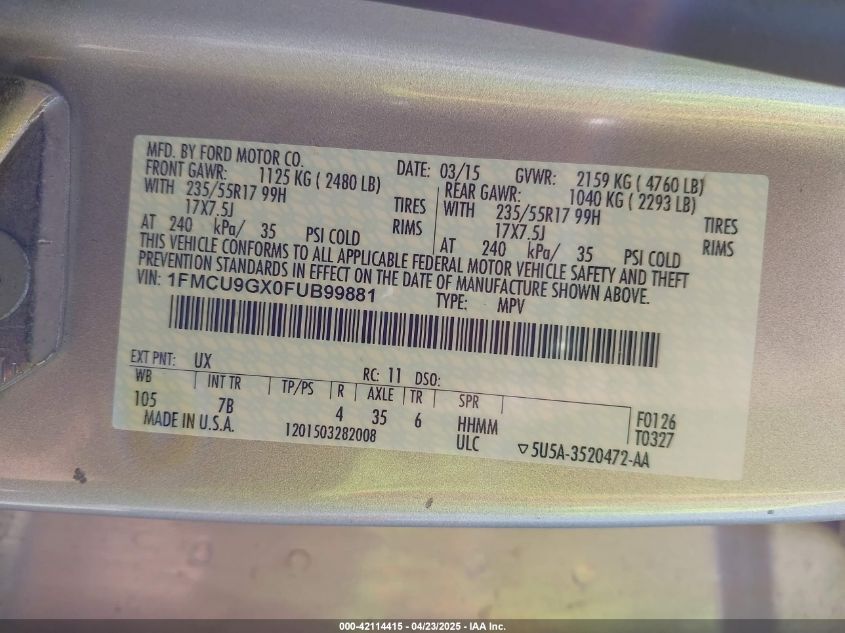 MFD. BY FORD MOTOR CO. DATE: 03/15 GVWR: 2159 KG ( 4760 LB)
FRONT GAWR: 1125 KG ( 2480 LB) REAR GAWR: 1040 KG ( 2293 LB)
WITH 235/55R17 99H TIRES WITH 235/55R17 99H TIRES
17X7.5J RIMS 17X7.5J RIMS
AT 240 kPa/ 35 PSI COLD AT 240 kPa/ 35 PSI COLD
THIS VEHICLE CONFORMS TO ALL APPLICABLE FEDERAL MOTOR VEHICLE SAFETY AND THEFT
PREVENTION STANDARDS IN EFFECT ON THE DATE OF MANUFACTURE SHOWN ABOVE.
VIN: 1FMCU9GX0FUB99881 TYPE: MPV
EXT PNT: UX RC: 11 DSO:
WB INT TR TP/PS R AXLE TR SPR
105 7B 4 35 6 HHMM F0126
MADE IN U.S.A. 1201503282008 ULC T0327
5U5A-3520472-AA
000-42114415 - 04/23/2025 - IAA Inc.